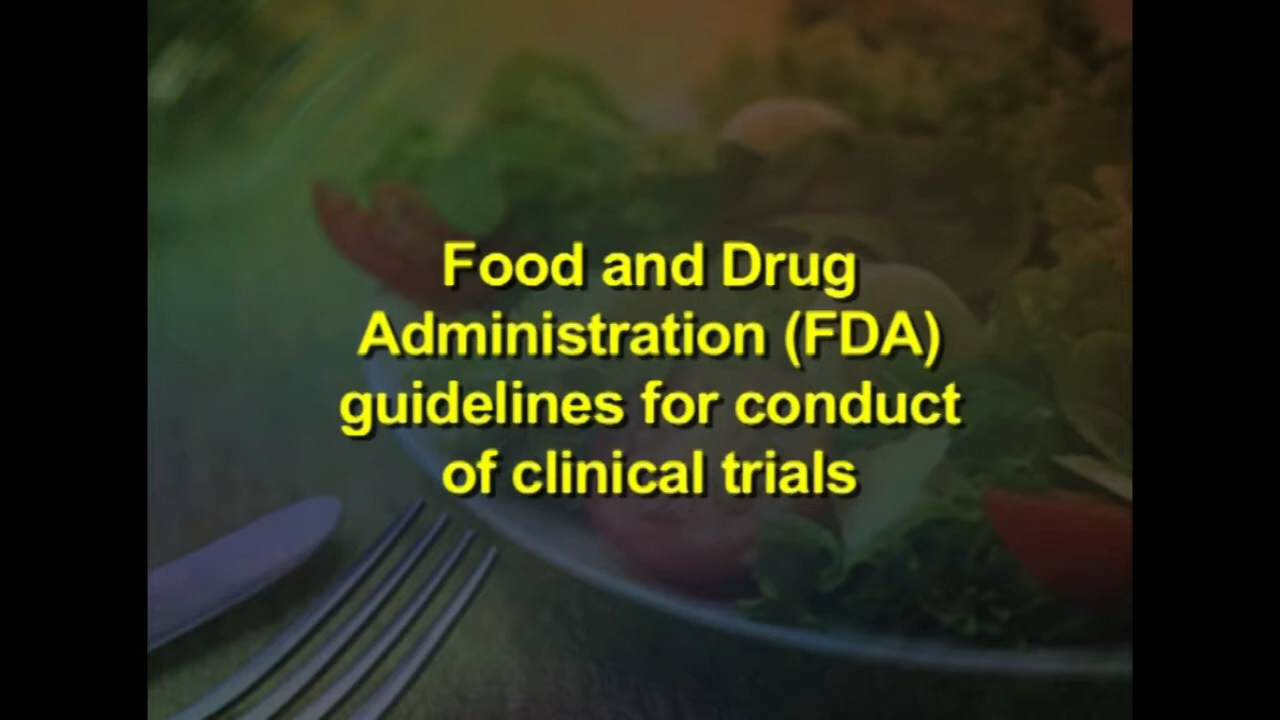 Food and Drug
Administration (FDA)
guidelines for conduct
of clinical trials